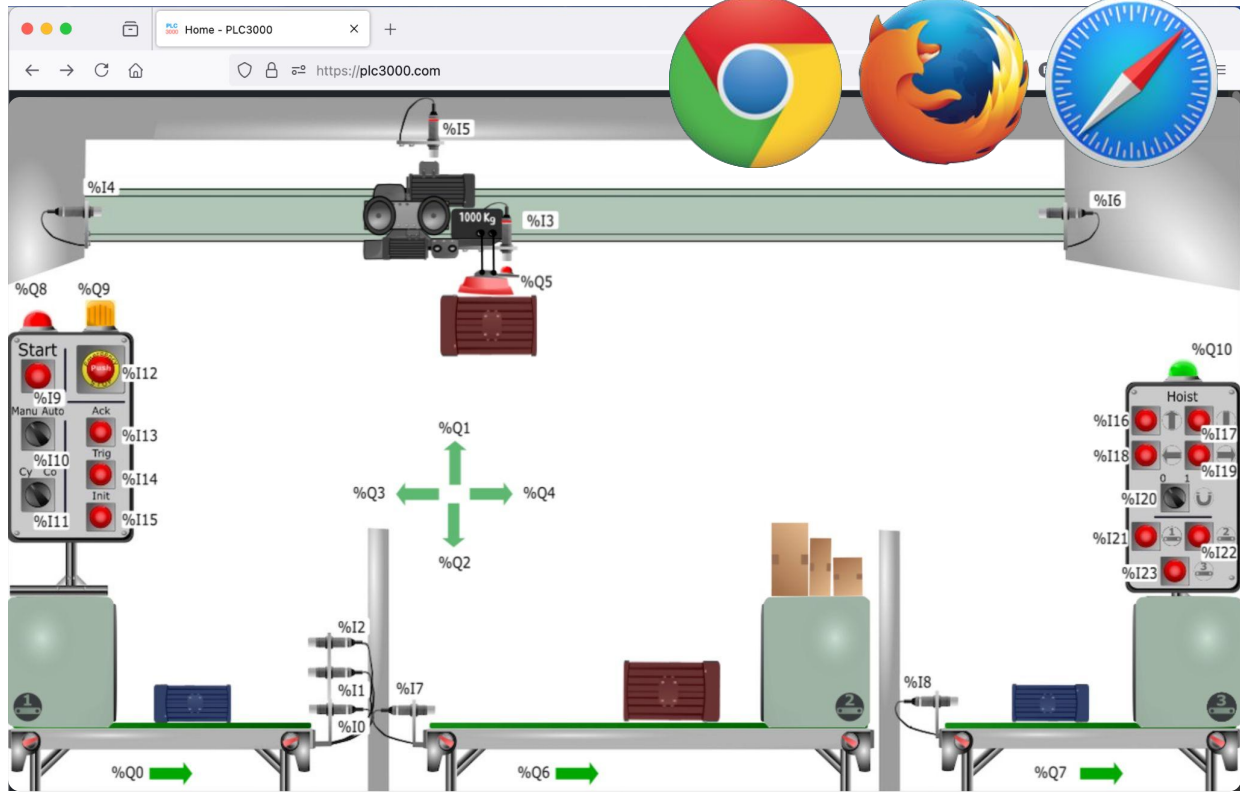 PLC
3000
Home - PLC3000
https://plc3000.com
%I5
%I4
%I6
1000 Kg
%I3
%Q5
%Q8
%Q9
%Q10
Start
Push
%I12
%I9
Manu Auto
Ack
%I13
%I10
Trig
%I14
Cy Co
Init
%I11
%I15
Hoist
%I16
%I17
%I18
%I19
0 1
%I20
%I21
1
2
%I22
%I23
3
%Q1
%Q3
%Q4
%Q2
%I2
%I1
%I7
%I0
%I8
1
2
3
%Q0
%Q6
%Q7